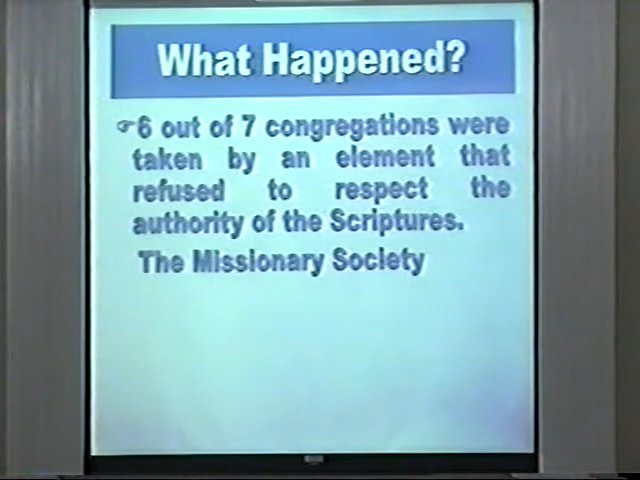 What Happened?
☞6 out of 7 congregations were
taken by an element that
refused to respect the
authority of the Scriptures.
The Missionary Society